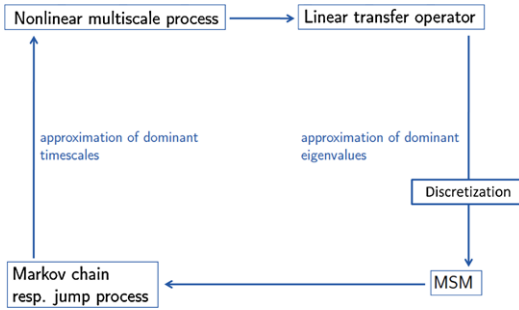 Nonlinear multiscale process
Linear transfer operator
approximation of dominant
timescales
approximation of dominant
eigenvalues
Discretization
Markov chain
resp. jump process
MSM